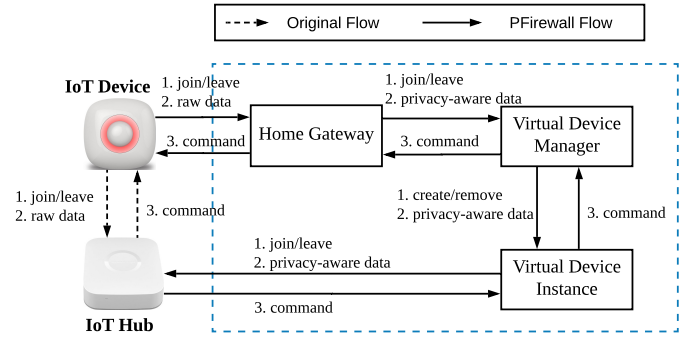 Original Flow
PFirewall Flow
IoT Device
1. join/leave
2. raw data
1. join/leave
2. privacy-aware data
Home Gateway
Virtual Device
Manager
3. command
3. command
1. join/leave
2. raw data
3. command
1. create/remove
2. privacy-aware data
3. command
1. join/leave
2. privacy-aware data
Virtual Device
Instance
3. command
IoT Hub